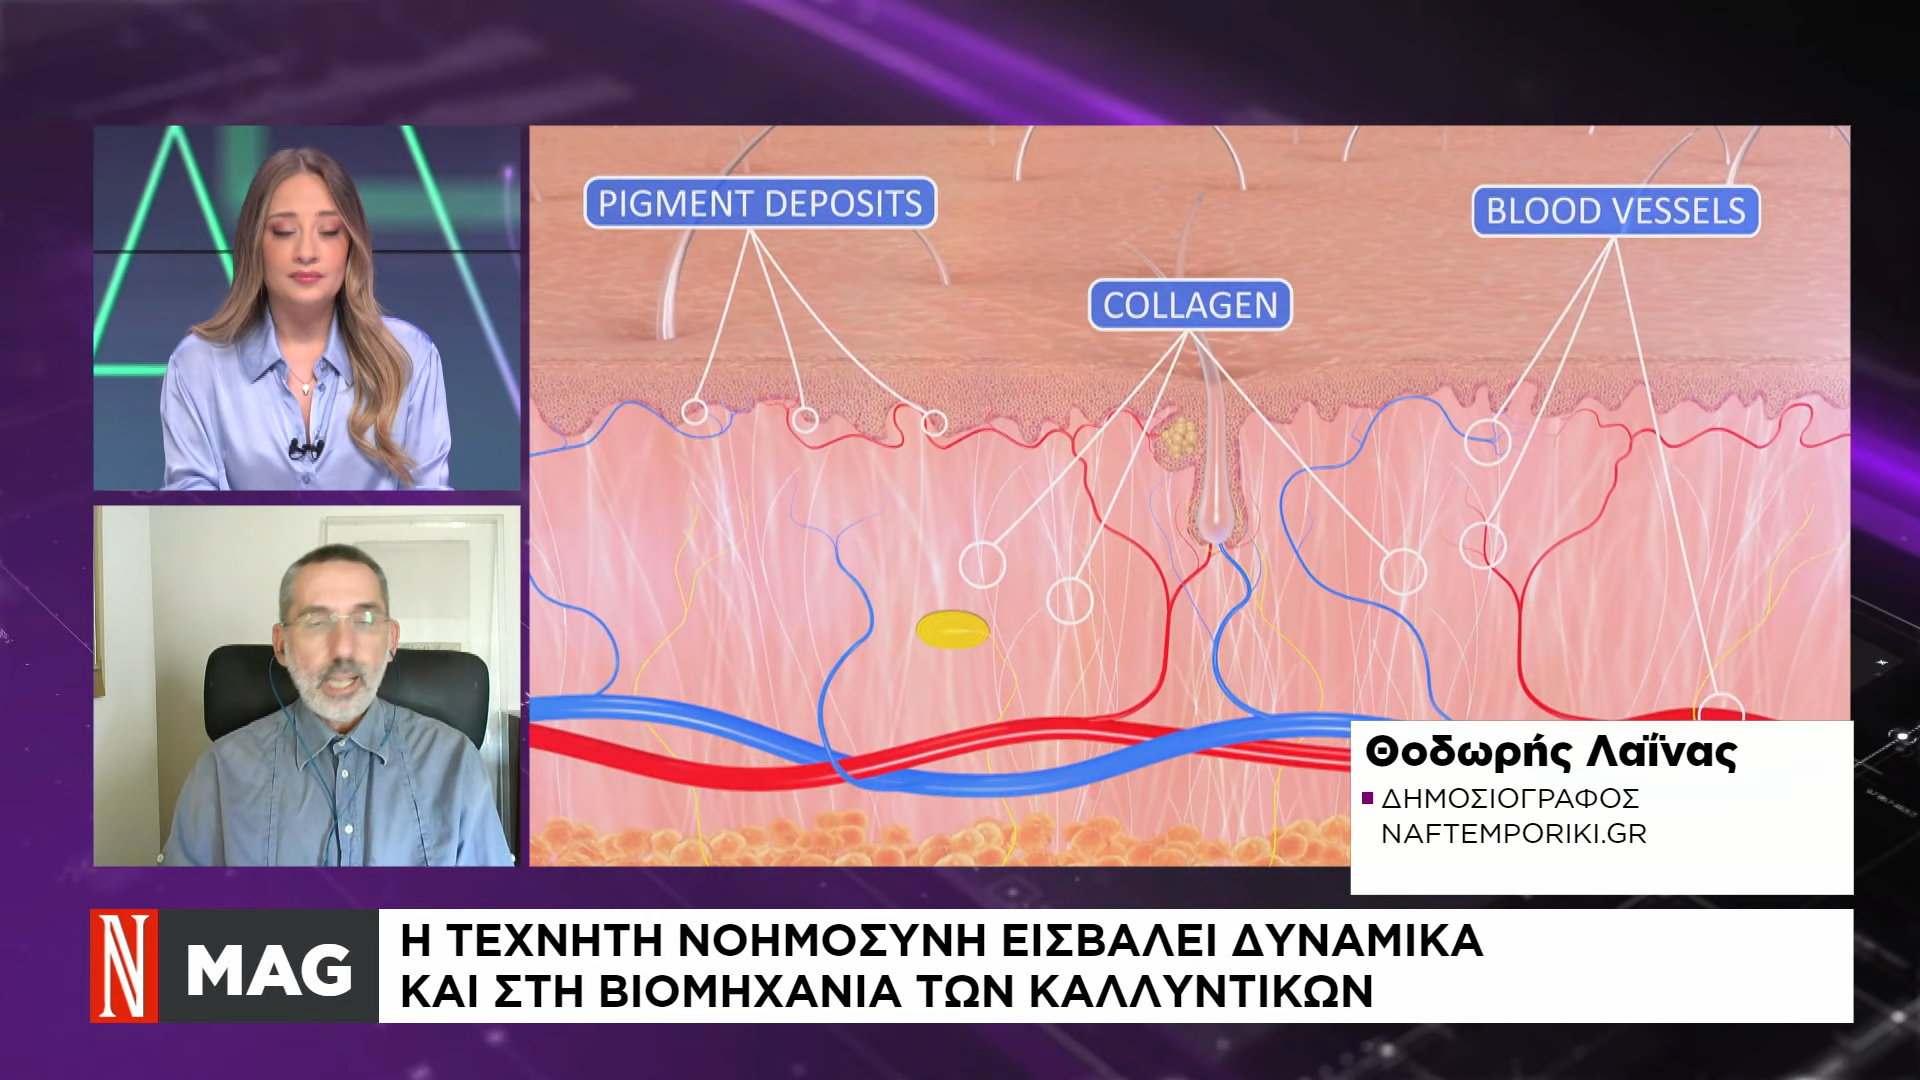 PIGMENT DEPOSITS
BLOOD VESSELS
COLLAGEN
Θοδωρής Λαΐνας
ΔΗΜΟΣΙΟΓΡΑΦΟΣ
NAFTEMPORIKI.GR
N MAG
Η ΤΕΧΝΗΤΗ ΝΟΗΜΟΣΥΝΗ ΕΙΣΒΑΛΕΙ ΔΥΝΑΜΙΚΑ
ΚΑΙ ΣΤΗ ΒΙΟΜΗΧΑΝΙΑ ΤΩΝ ΚΑΛΛΥΝΤΙΚΩΝ